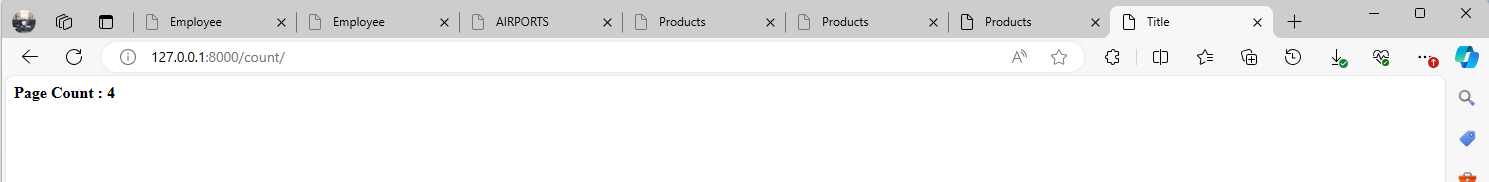 Employee
Employee
AIRPORTS
Products
Products
Products
Title
127.0.0.1:8000/count/
Page Count : 4